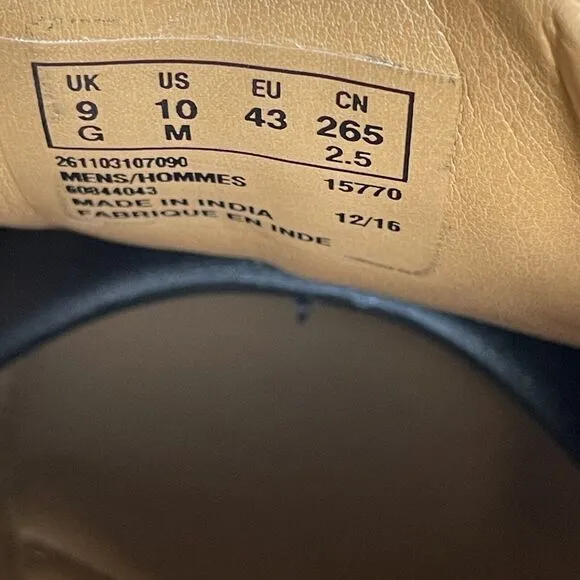 UK US EU CN
9 10 43 265
G M 2.5
261103107090
MENS/HOMMES 15770
60844043
MADE IN INDIA 12/16
FABRIQUE EN INDE